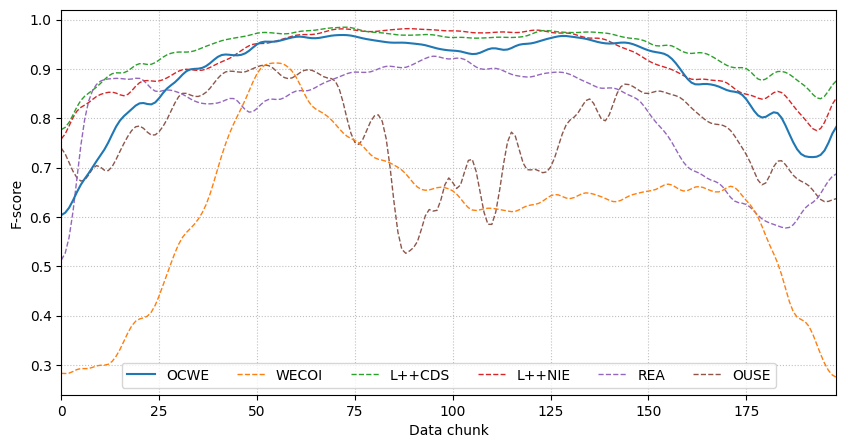 1.0
0.9
0.8
0.7
0.6
0.5
0.4
0.3
F-score
OCWE WECOI L++CDS L++NIE REA OUSE
0 25 50 75 100 125 150 175
Data chunk